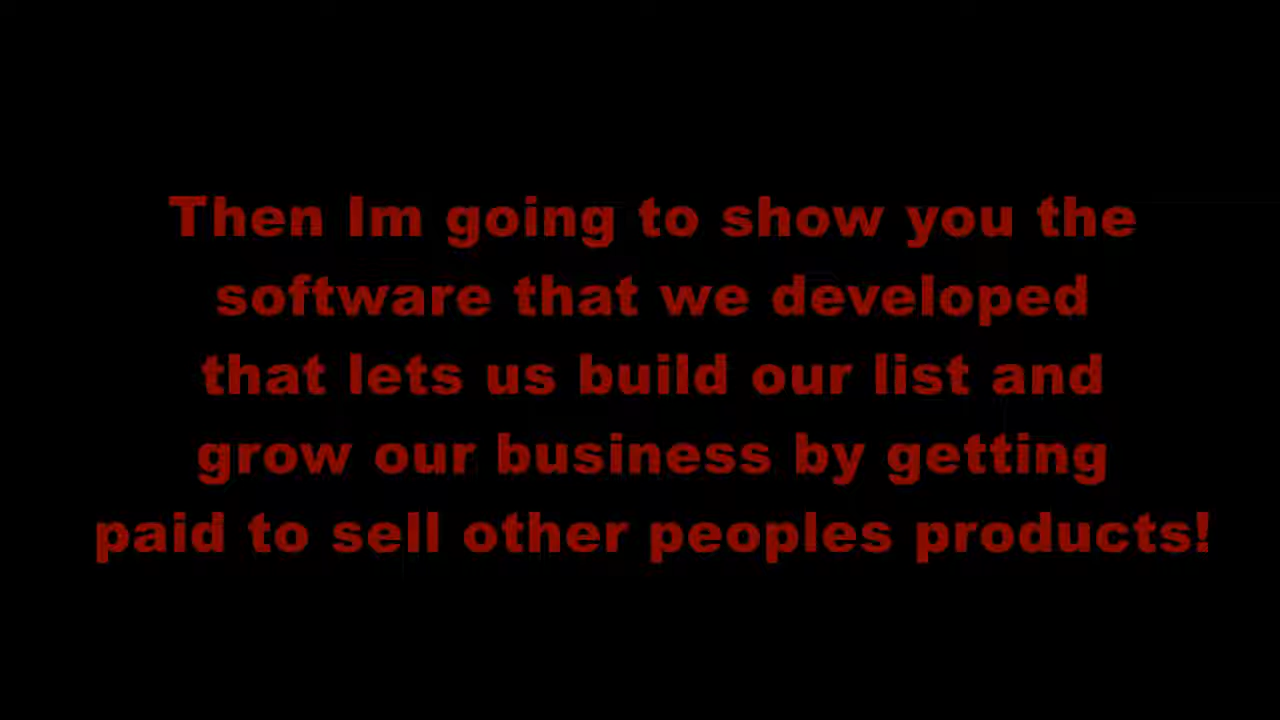 Then Im going to show you the
software that we developed
that lets us build our list and
grow our business by getting
paid to sell other peoples products!